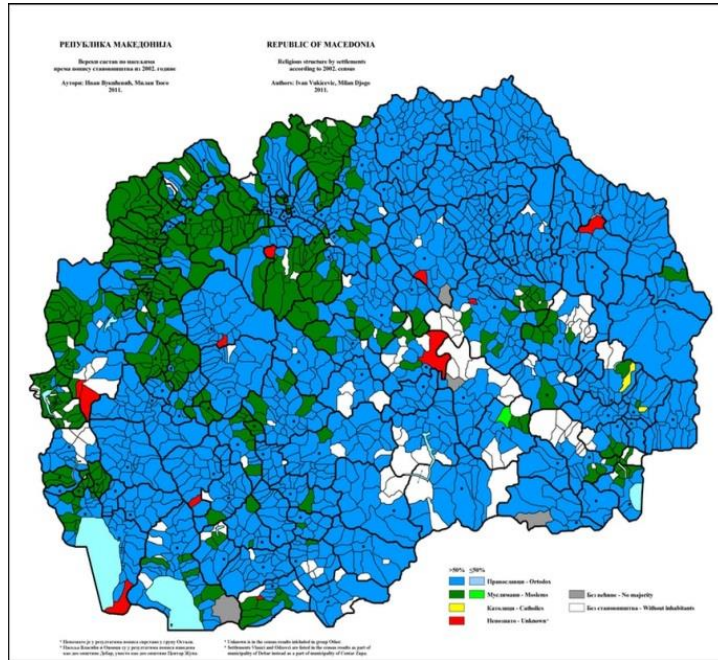 РЕПУБЛИКА МАКЕДОНИЈА
Верски састав по насељима
према попису становништва из 2002. године
Аутори: Иван Вукићевић, Милан Ђого
2011.
REPUBLIC OF MACEDONIA
Religious structure by settlements
according to 2002. census
Authors: Ivan Vukicevic, Milan Djogo
2011.
>50% ≤50%
Православци - Ortodox
Муслимани - Moslems
Католици - Catholics
Непознато - Unknown*
Без већине - No majority
Без становништва - Without inhabitants
* Unknown is in the census results included in group Other.